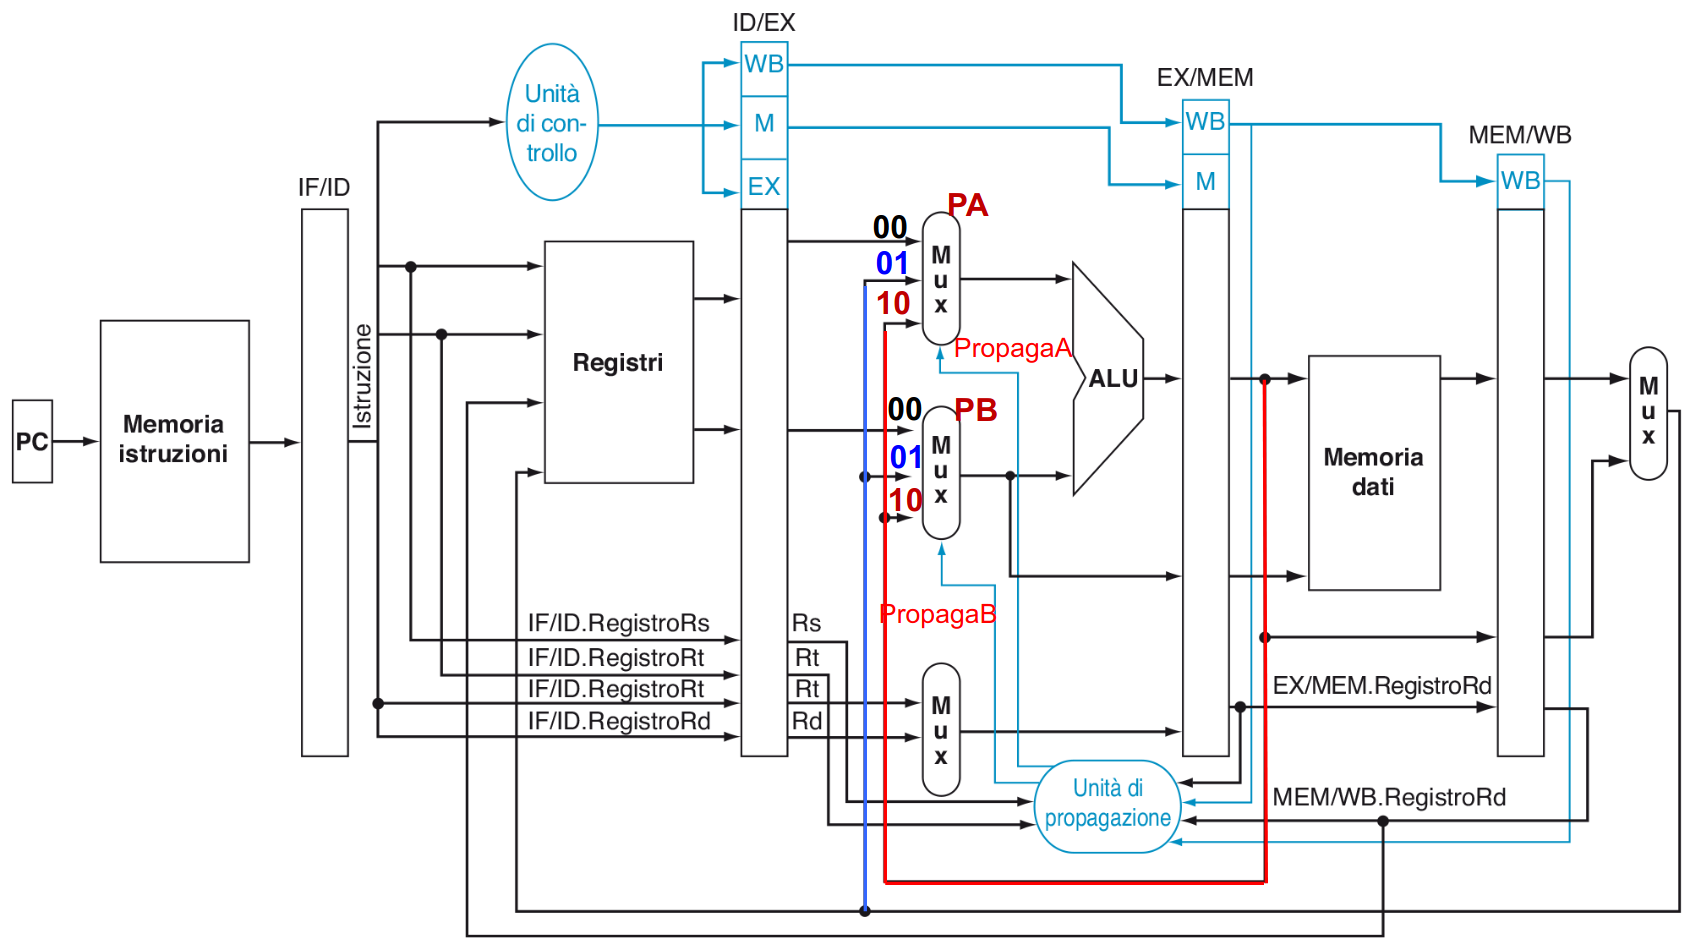 ID/EX
WB
M
EX
Unità
di con-
trollo
EX/MEM
WB
M
MEM/WB
WB
IF/ID
Istruzione
PC
Memoria
istruzioni
Registri
PA
00
01
10
M
u
x
PropagaA
ALU
PB
00
01
10
M
u
x
PropagaB
Memoria
dati
M
u
x
IF/ID.RegistroRs
IF/ID.RegistroRt
IF/ID.RegistroRt
IF/ID.RegistroRd
Rs
Rt
Rt
Rd
M
u
x
EX/MEM.RegistroRd
Unità di
propagazione
MEM/WB.RegistroRd